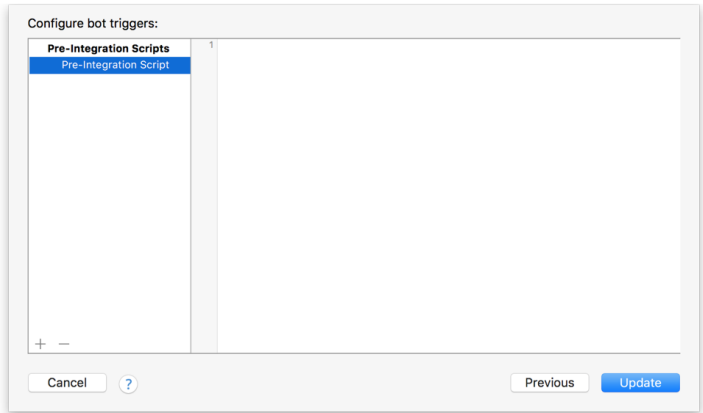 Configure bot triggers:
Pre-Integration Scripts
Pre-Integration Script
1
+ −
Cancel
?
Previous
Update